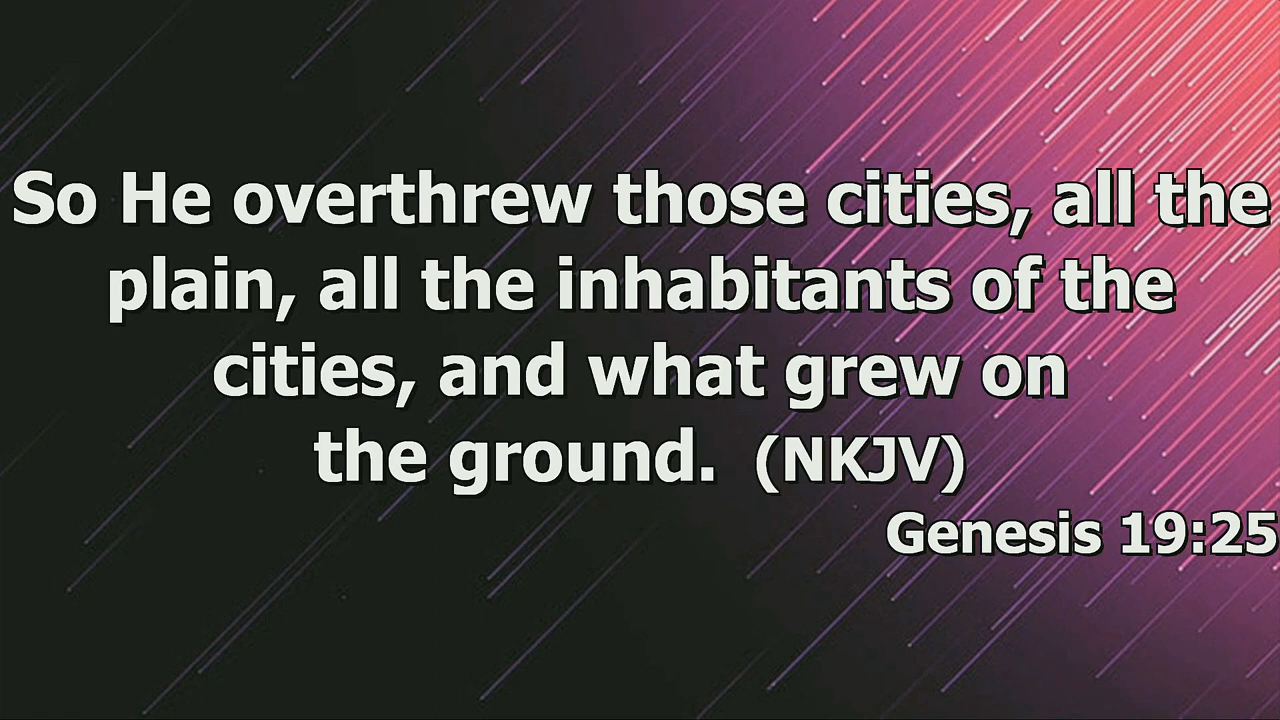 So He overthrew those cities, all the
plain, all the inhabitants of the
cities, and what grew on
the ground. (NKJV)
Genesis 19:25